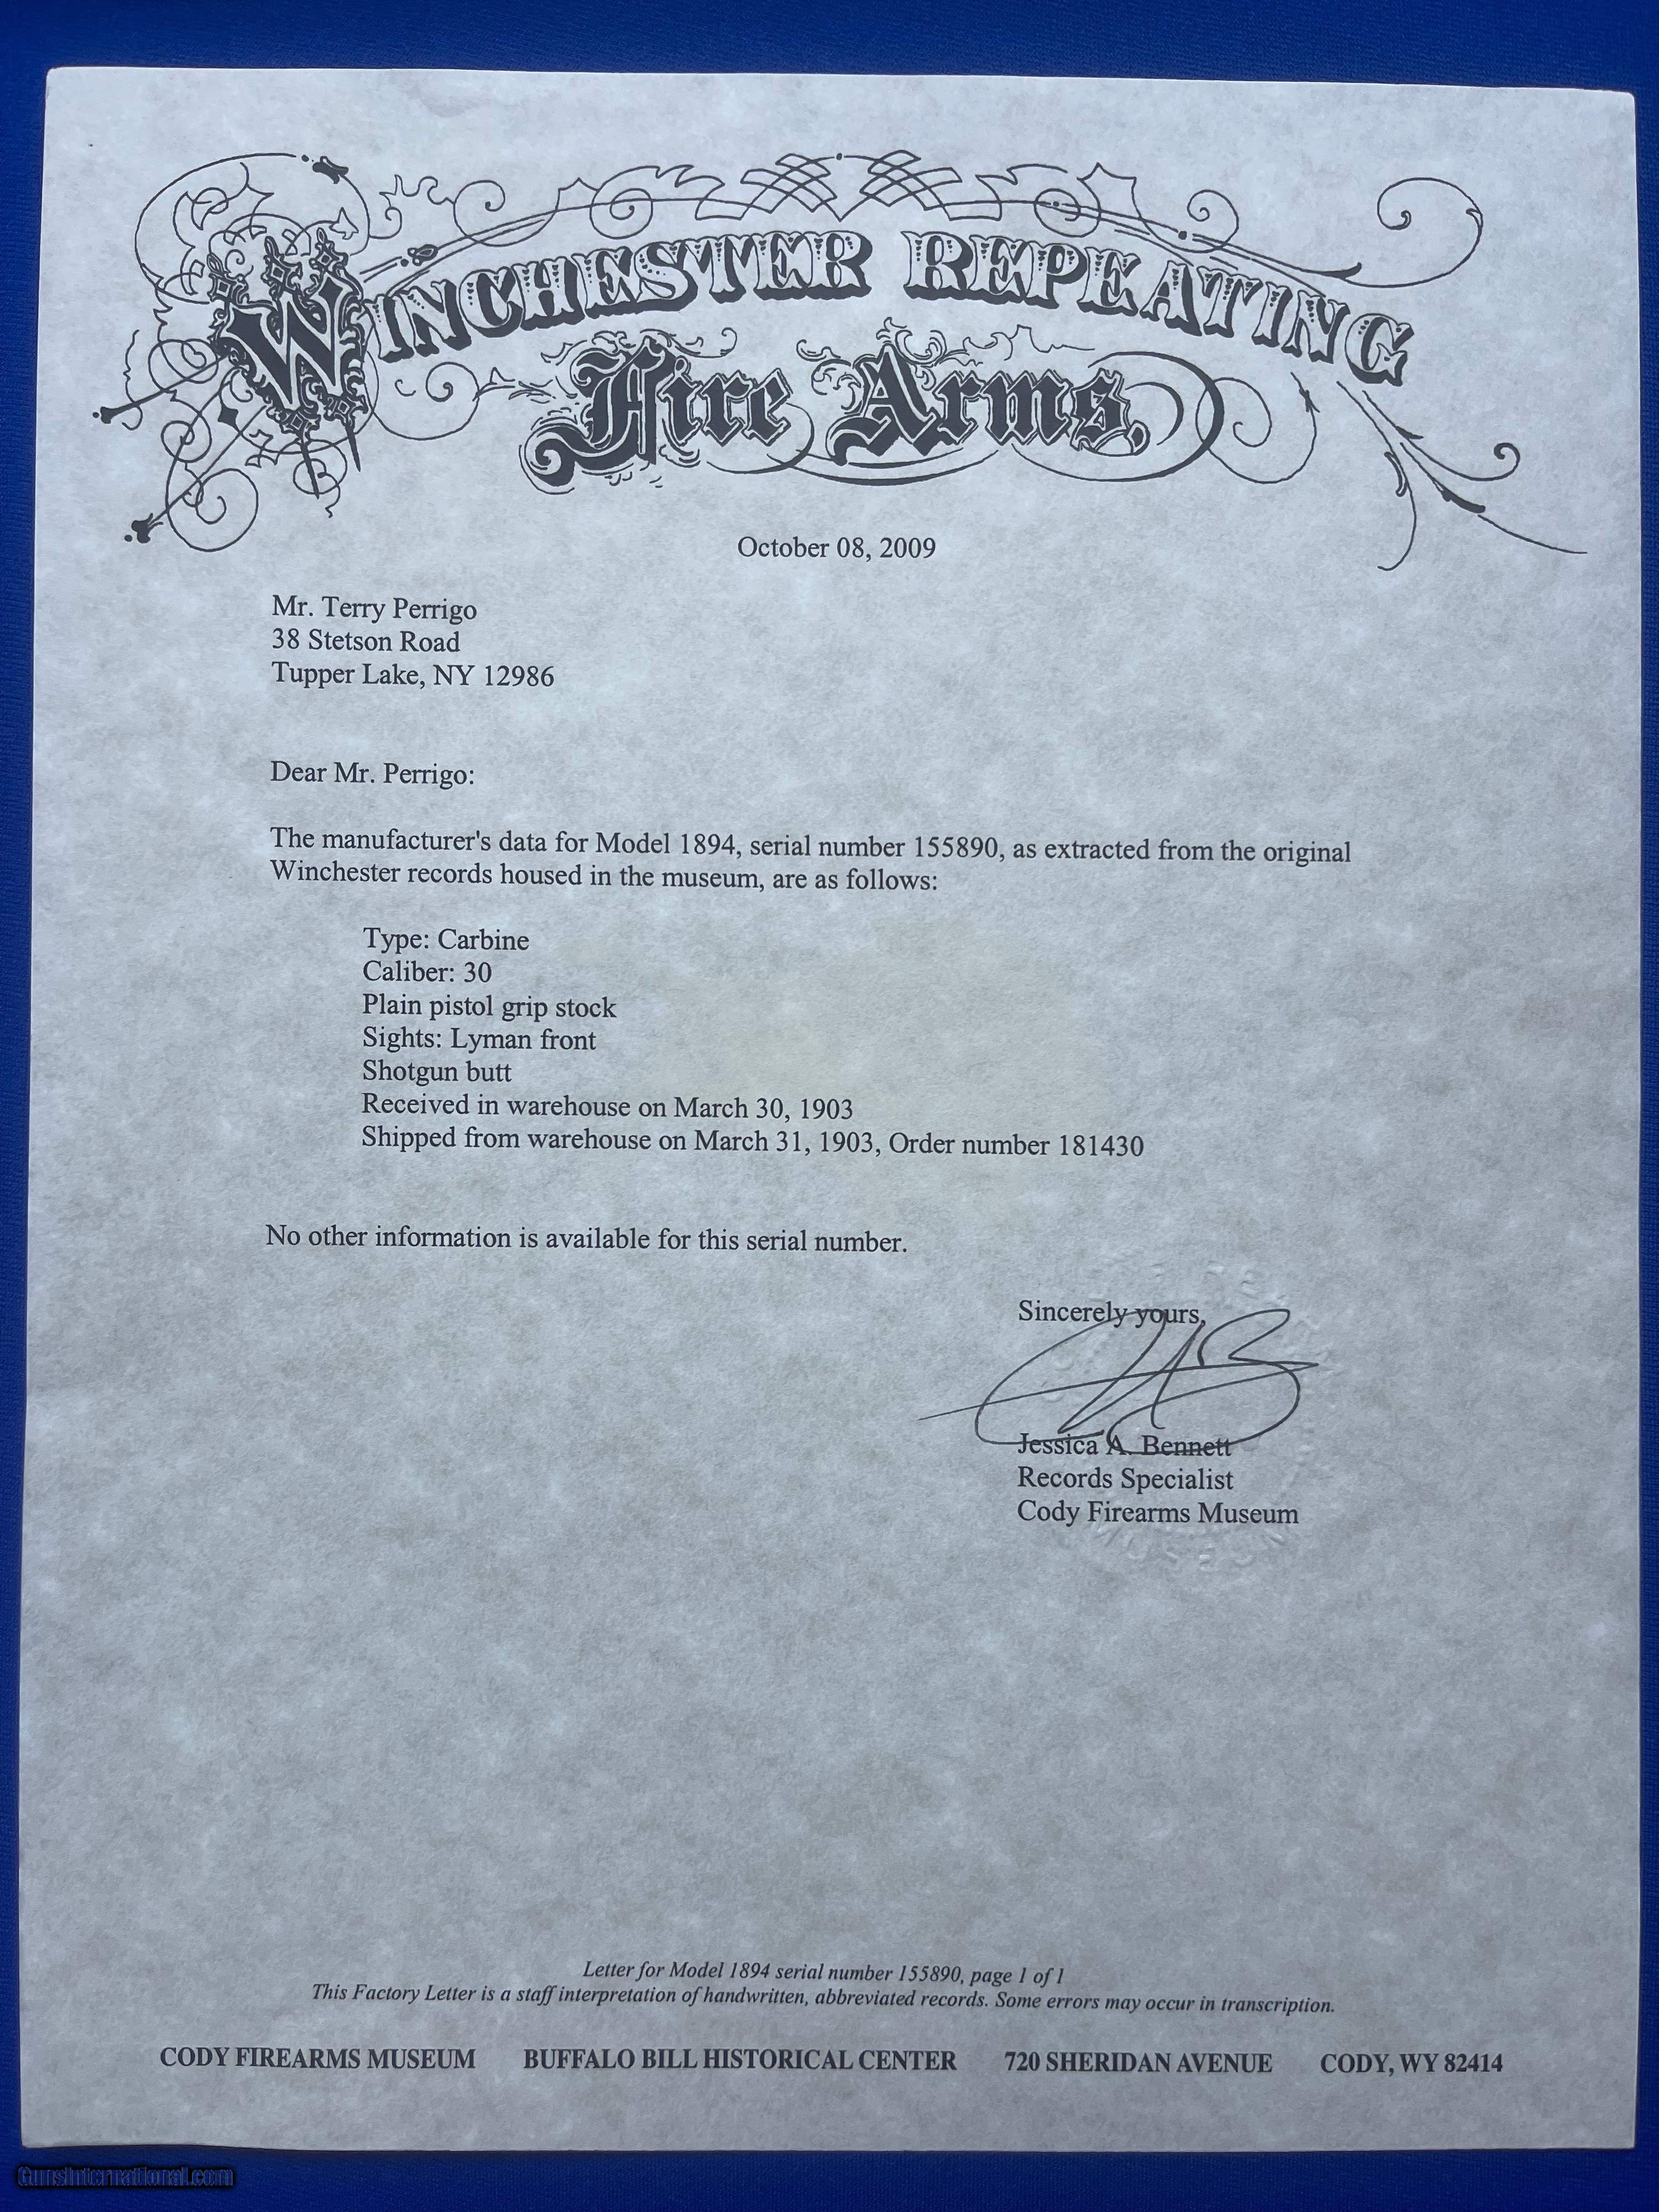 WINCHESTER REPEATING
Fire Arms,
October 08, 2009
Mr. Terry Perrigo
38 Stetson Road
Tupper Lake, NY 12986
Dear Mr. Perrigo:
The manufacturer's data for Model 1894, serial number 155890, as extracted from the original
Winchester records housed in the museum, are as follows:
Type: Carbine
Caliber: 30
Plain pistol grip stock
Sights: Lyman front
Shotgun butt
Received in warehouse on March 30, 1903
Shipped from warehouse on March 31, 1903, Order number 181430
No other information is available for this serial number.
Sincerely yours,
Jessica A. Bennett
Records Specialist
Cody Firearms Museum
MUSEUM
Letter for Model 1894 serial number 155890, page 1 of 1
This Factory Letter is a staff interpretation of handwritten, abbreviated records. Some errors may occur in transcription.
CODY FIREARMS MUSEUM BUFFALO BILL HISTORICAL CENTER 720 SHERIDAN AVENUE CODY, WY 82414
GunsInternational.com